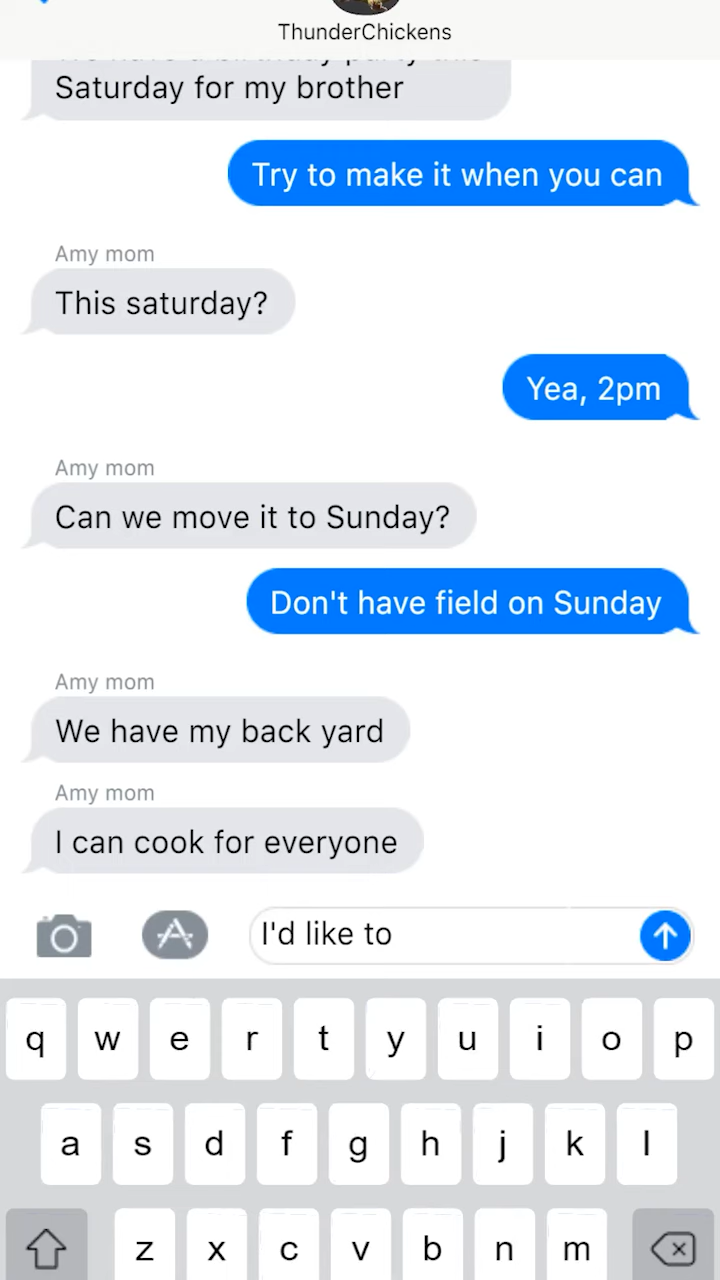 ThunderChickens
Saturday for my brother
Try to make it when you can
Amy mom
This saturday?
Yea, 2pm
Amy mom
Can we move it to Sunday?
Don't have field on Sunday
Amy mom
We have my back yard
Amy mom
I can cook for everyone
I'd like to
q w e r t y u i o p
a s d f g h j k l
z x c v b n m